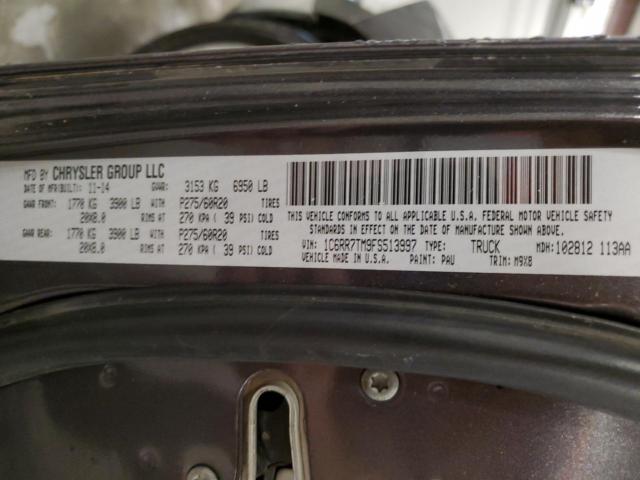 MFD BY CHRYSLER GROUP LLC
DATE OF MFR(BUILT): 11-14 GVWR: 3153 KG 6950 LB
GAWR FRONT: 1770 KG 3900 LB WITH P275/60R20 TIRES
20X8.0 RIMS AT 270 KPA ( 39 PSI) COLD
GAWR REAR: 1770 KG 3900 LB WITH P275/60R20 TIRES
20X8.0 RIMS AT 270 KPA ( 39 PSI) COLD
THIS VEHICLE CONFORMS TO ALL APPLICABLE U.S.A. FEDERAL MOTOR VEHICLE SAFETY
STANDARDS IN EFFECT ON THE DATE OF MANUFACTURE SHOWN ABOVE.
VIN: 1C6RR7TM9FS513997 TYPE: TRUCK MDH: 102812 113AA
VEHICLE MADE IN U.S.A. PAINT: PAU TRIM: M9X8